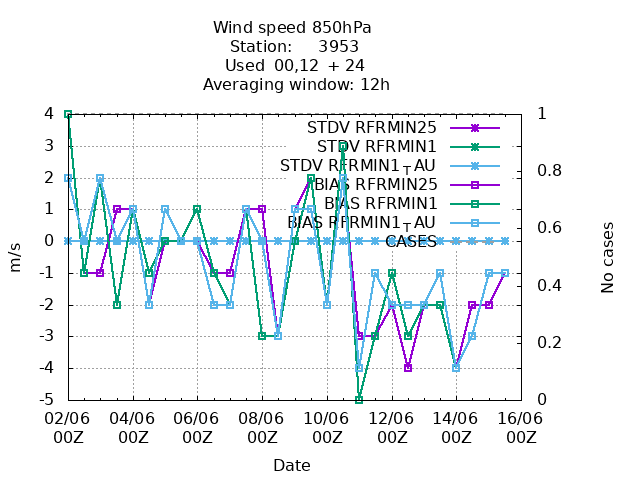 Wind speed 850hPa
Station: 3953
Used 00,12 + 24
Averaging window: 12h
4
3
2
1
0
-1
-2
-3
-4
-5
m/s
1
0.8
0.6
0.4
0.2
0
No cases
STDV RFRMIN25
STDV RFRMIN1
STDV RFRMIN1TAU
BIAS RFRMIN25
BIAS RFRMIN1
BIAS RFRMIN1TAU
CASES
02/06 04/06 06/06 08/06 10/06 12/06 14/06 16/06
00Z 00Z 00Z 00Z 00Z 00Z 00Z 00Z
Date